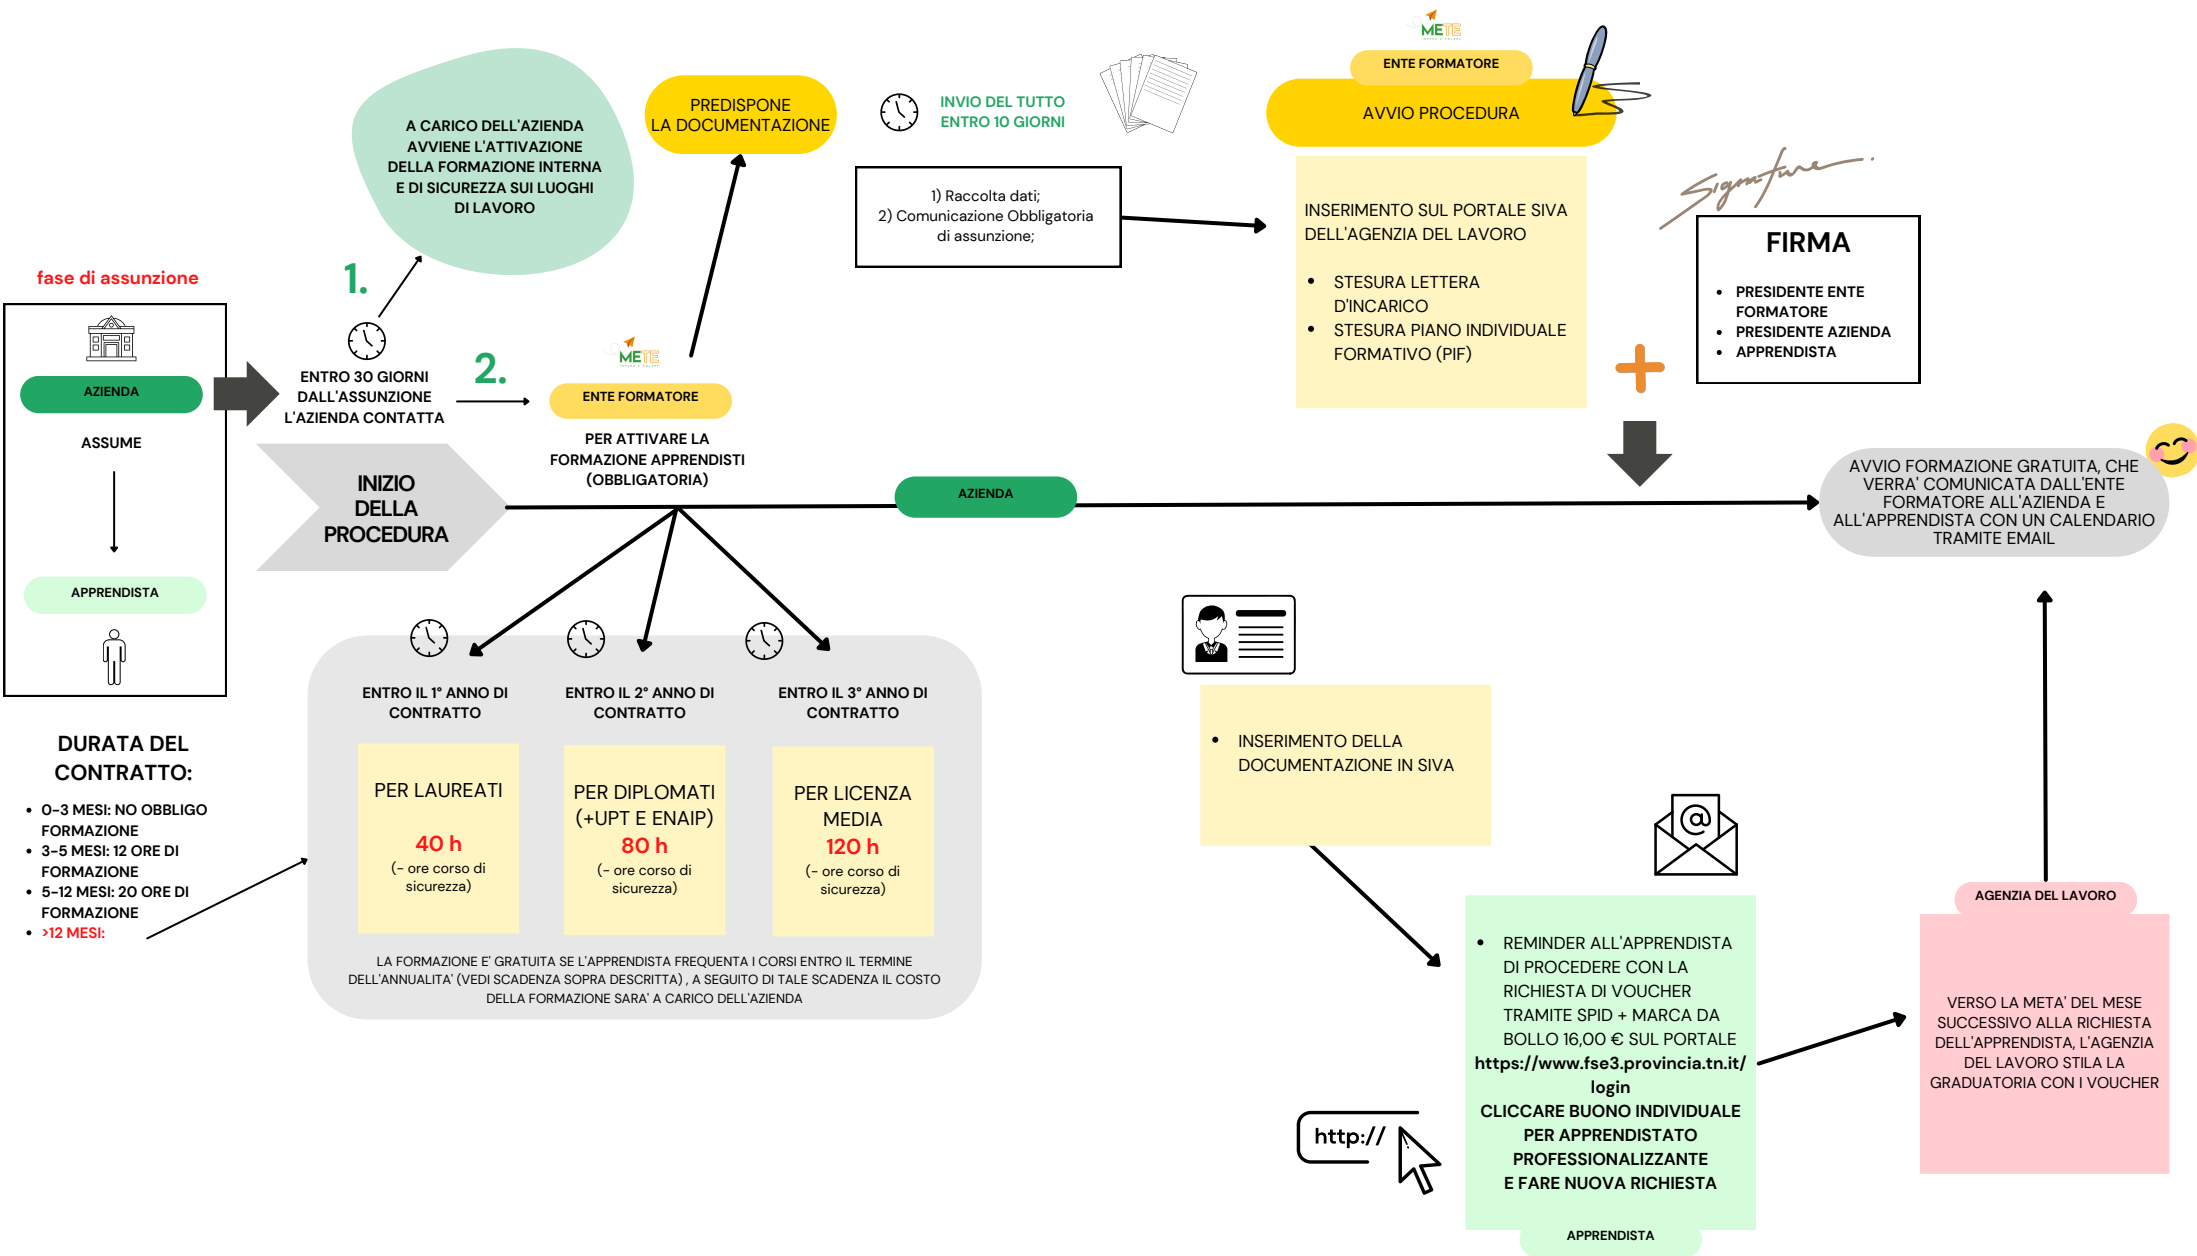 fase di assunzione
AZIENDA
ASSUME
APPRENDISTA
DURATA DEL
CONTRATTO:
• 0-3 MESI: NO OBBLIGO
FORMAZIONE
• 3-5 MESI: 12 ORE DI
FORMAZIONE
• 5-12 MESI: 20 ORE DI
FORMAZIONE
• >12 MESI:
1.
A CARICO DELL'AZIENDA
AVVIENE L'ATTIVAZIONE
DELLA FORMAZIONE INTERNA
E DI SICUREZZA SUI LUOGHI
DI LAVORO
ENTRO 30 GIORNI
DALL'ASSUNZIONE
L'AZIENDA CONTATTA
2.
METE
ENTE FORMATORE
PER ATTIVARE LA
FORMAZIONE APPRENDISTI
(OBBLIGATORIA)
PREDISPONE
LA DOCUMENTAZIONE
INVIO DEL TUTTO
ENTRO 10 GIORNI
1) Raccolta dati;
2) Comunicazione Obbligatoria
di assunzione;
METE
ENTE FORMATORE
AVVIO PROCEDURA
INSERIMENTO SUL PORTALE SIVA
DELL'AGENZIA DEL LAVORO
• STESURA LETTERA
D'INCARICO
• STESURA PIANO INDIVIDUALE
FORMATIVO (PIF)
Signature
FIRMA
• PRESIDENTE ENTE
FORMATORE
• PRESIDENTE AZIENDA
• APPRENDISTA
INIZIO
DELLA
PROCEDURA
AZIENDA
AVVIO FORMAZIONE GRATUITA, CHE
VERRA' COMUNICATA DALL'ENTE
FORMATORE ALL'AZIENDA E
ALL'APPRENDISTA CON UN CALENDARIO
TRAMITE EMAIL
ENTRO IL 1° ANNO DI
CONTRATTO
PER LAUREATI
40 h
(- ore corso di
sicurezza)
ENTRO IL 2° ANNO DI
CONTRATTO
PER DIPLOMATI
(+UPT E ENAIP)
80 h
(- ore corso di
sicurezza)
ENTRO IL 3° ANNO DI
CONTRATTO
PER LICENZA
MEDIA
120 h
(- ore corso di
sicurezza)
LA FORMAZIONE E' GRATUITA SE L'APPRENDISTA FREQUENTA I CORSI ENTRO IL TERMINE
DELL'ANNUALITA' (VEDI SCADENZA SOPRA DESCRITTA) , A SEGUITO DI TALE SCADENZA IL COSTO
DELLA FORMAZIONE SARA' A CARICO DELL'AZIENDA
• INSERIMENTO DELLA
DOCUMENTAZIONE IN SIVA
@
http://
• REMINDER ALL'APPRENDISTA
DI PROCEDERE CON LA
RICHIESTA DI VOUCHER
TRAMITE SPID + MARCA DA
BOLLO 16,00 € SUL PORTALE
https://www.fse3.provincia.tn.it/
login
CLICCARE BUONO INDIVIDUALE
PER APPRENDISTATO
PROFESSIONALIZZANTE
E FARE NUOVA RICHIESTA
APPRENDISTA
AGENZIA DEL LAVORO
VERSO LA META' DEL MESE
SUCCESSIVO ALLA RICHIESTA
DELL'APPRENDISTA, L'AGENZIA
DEL LAVORO STILA LA
GRADUATORIA CON I VOUCHER